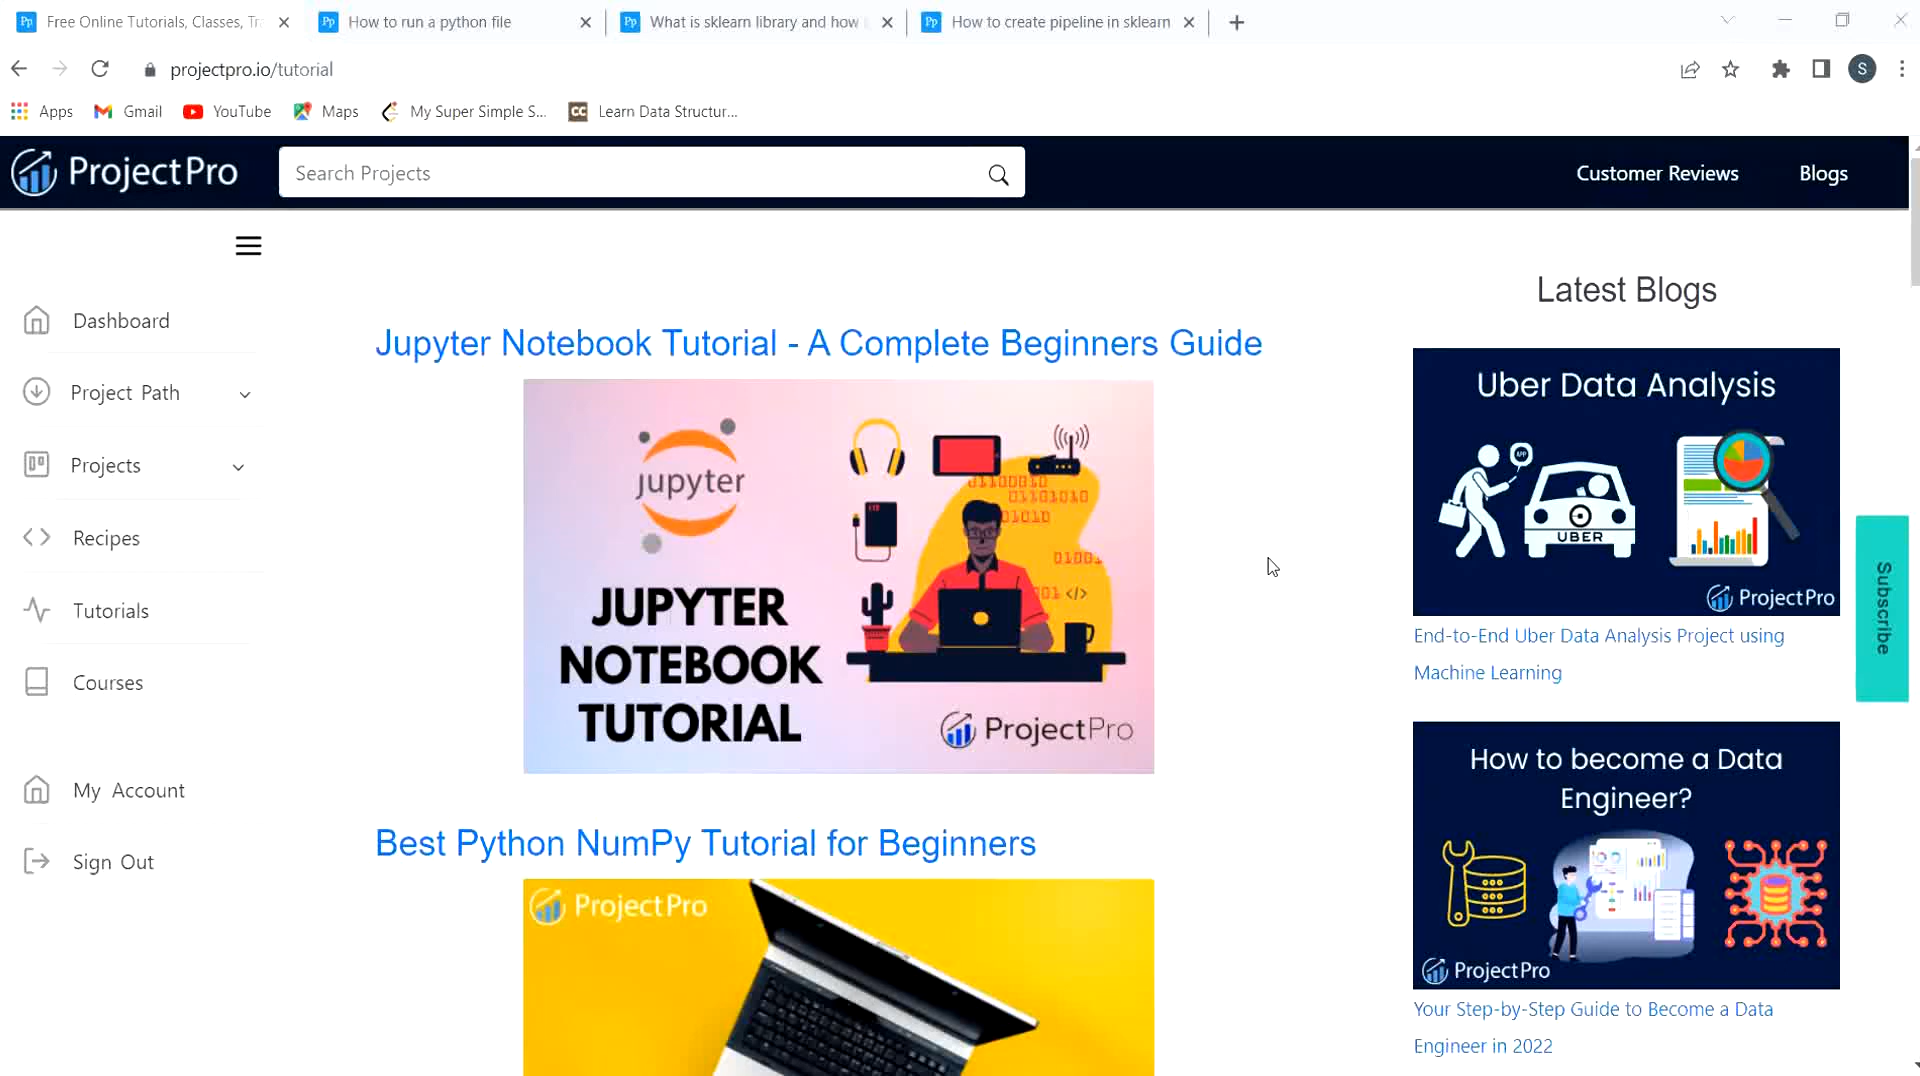 Free Online Tutorials, Classes, Tra
How to run a python file
What is sklearn library and how i
How to create pipeline in sklearn
projectpro.io/tutorial
S
Apps
Gmail
YouTube
Maps
My Super Simple S...
Learn Data Structur...
ProjectPro
Search Projects
Customer Reviews
Blogs
Dashboard
Project Path
Projects
Recipes
Tutorials
Courses
My Account
Sign Out
Jupyter Notebook Tutorial - A Complete Beginners Guide
jupyter
JUPYTER
NOTEBOOK
TUTORIAL
ProjectPro
Best Python NumPy Tutorial for Beginners
ProjectPro
Latest Blogs
Uber Data Analysis
APP
UBER
ProjectPro
End-to-End Uber Data Analysis Project using
Machine Learning
How to become a Data
Engineer?
ProjectPro
Your Step-by-Step Guide to Become a Data
Engineer in 2022
Subscribe